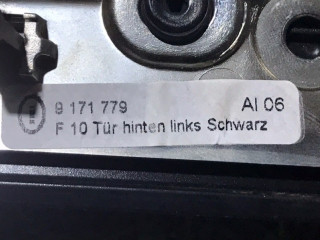 9 171 779 AI 06
F 10 Tür hinten links Schwarz